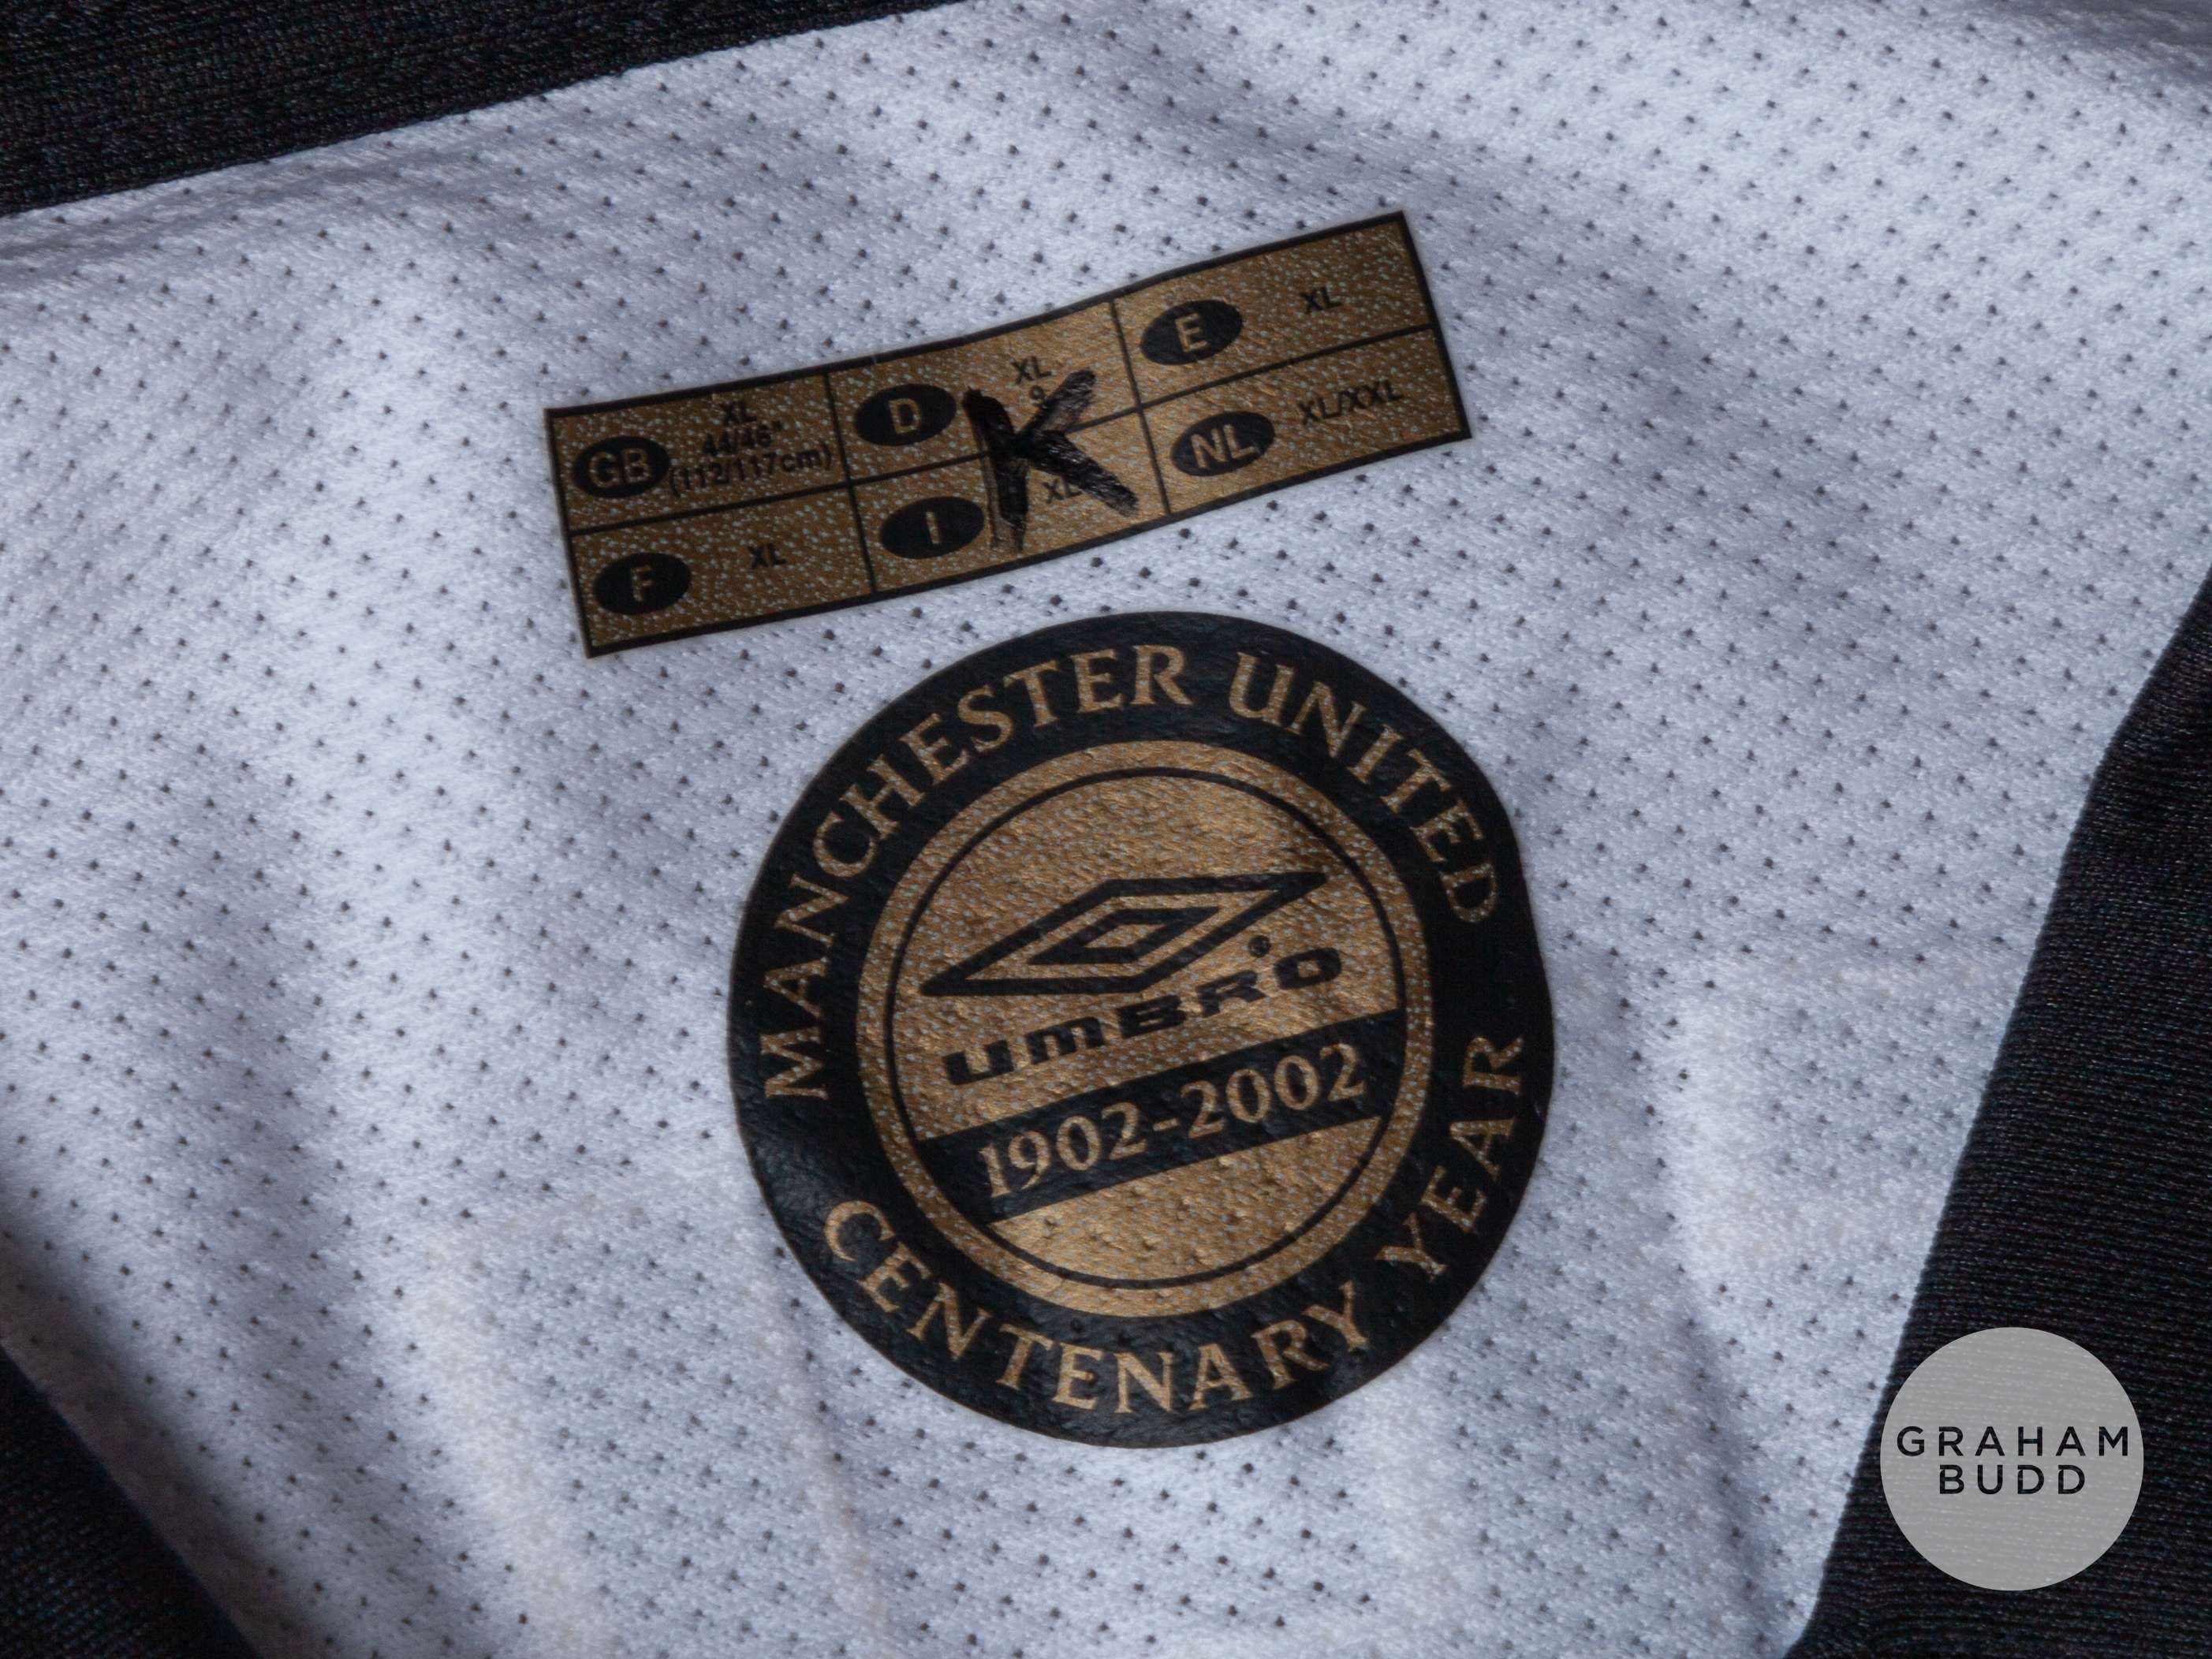 GB XL
44/46"
(112/117cm)
D XL
9
E XL
F XL
I XL
NL XL/XXL
K
MANCHESTER UNITED
UMBRO®
1902-2002
CENTENARY YEAR
GRAHAM
BUDD